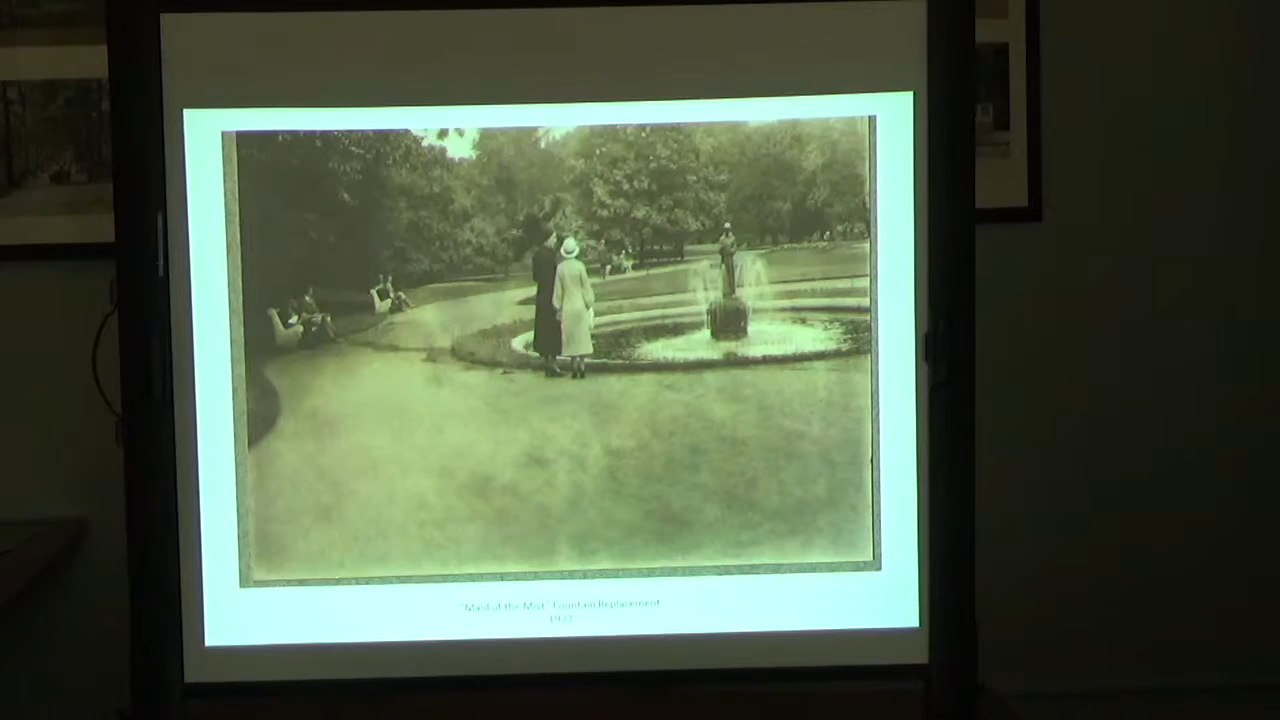 "Maid of the Mist" Fountain Replacement